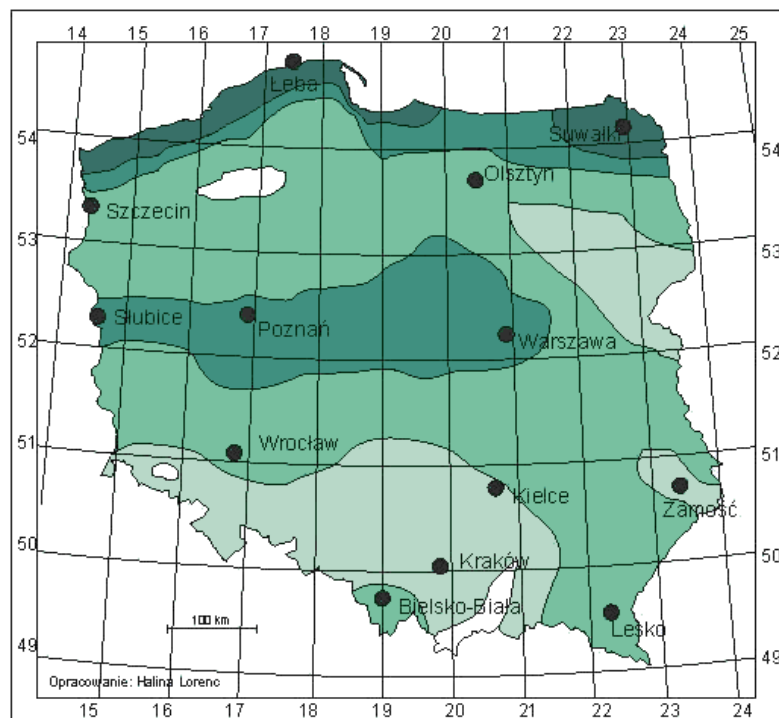 14 15 16 17 18 19 20 21 22 23 24 25
Łeba
54 Suwałki 54
Olsztyn
Szczecin
53 53
Słubice
Poznań
52 Warszawa 52
51 Wrocław 51
Kielce
Zamość
50 Kraków 50
Bielsko-Biała
100 km
Lesko
49 49
Opracowanie: Halina Lorenc
15 16 17 18 19 20 21 22 23 24